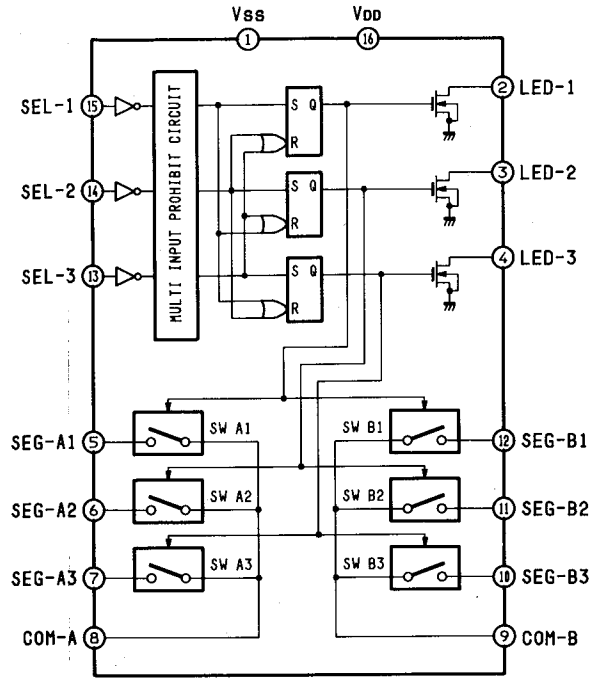 VSS VDD
1 16
SEL-1 15
SEL-2 14
SEL-3 13
MULTI INPUT PROHIBIT CIRCUIT
S Q
R
S Q
R
S Q
R
2 LED-1
3 LED-2
4 LED-3
SEG-A1 5 SW A1 SW B1 12 SEG-B1
SEG-A2 6 SW A2 SW B2 11 SEG-B2
SEG-A3 7 SW A3 SW B3 10 SEG-B3
COM-A 8 9 COM-B